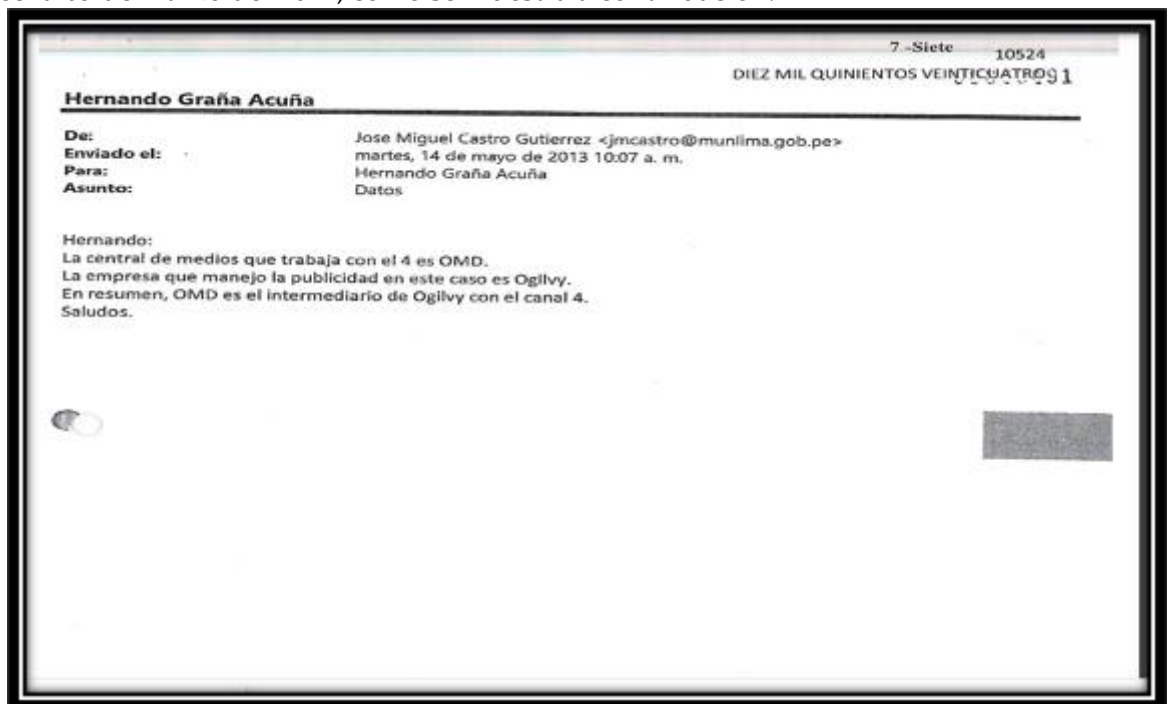 7 -Siete
10524
DIEZ MIL QUINIENTOS VEINTICUATRO
Hernando Graña Acuña
De: Jose Miguel Castro Gutierrez <jmcastro@munlima.gob.pe>
Enviado el: martes, 14 de mayo de 2013 10:07 a. m.
Para: Hernando Graña Acuña
Asunto: Datos
Hernando:
La central de medios que trabaja con el 4 es OMD.
La empresa que manejo la publicidad en este caso es Ogilvy.
En resumen, OMD es el intermediario de Ogilvy con el canal 4.
Saludos.